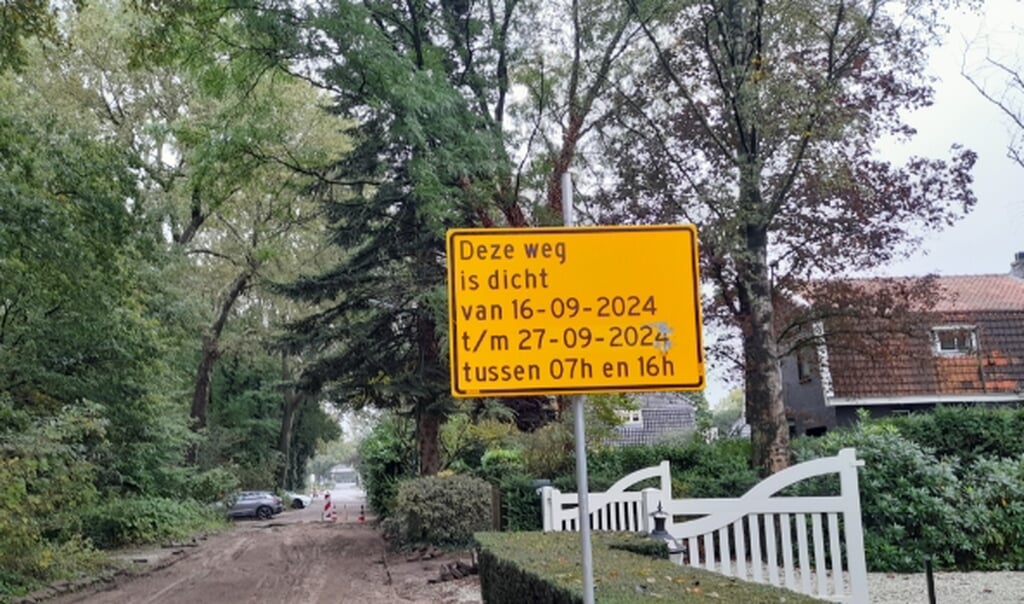 Deze weg
is dicht
van 16-09-2024
t/m 27-09-2024
tussen 07h en 16h